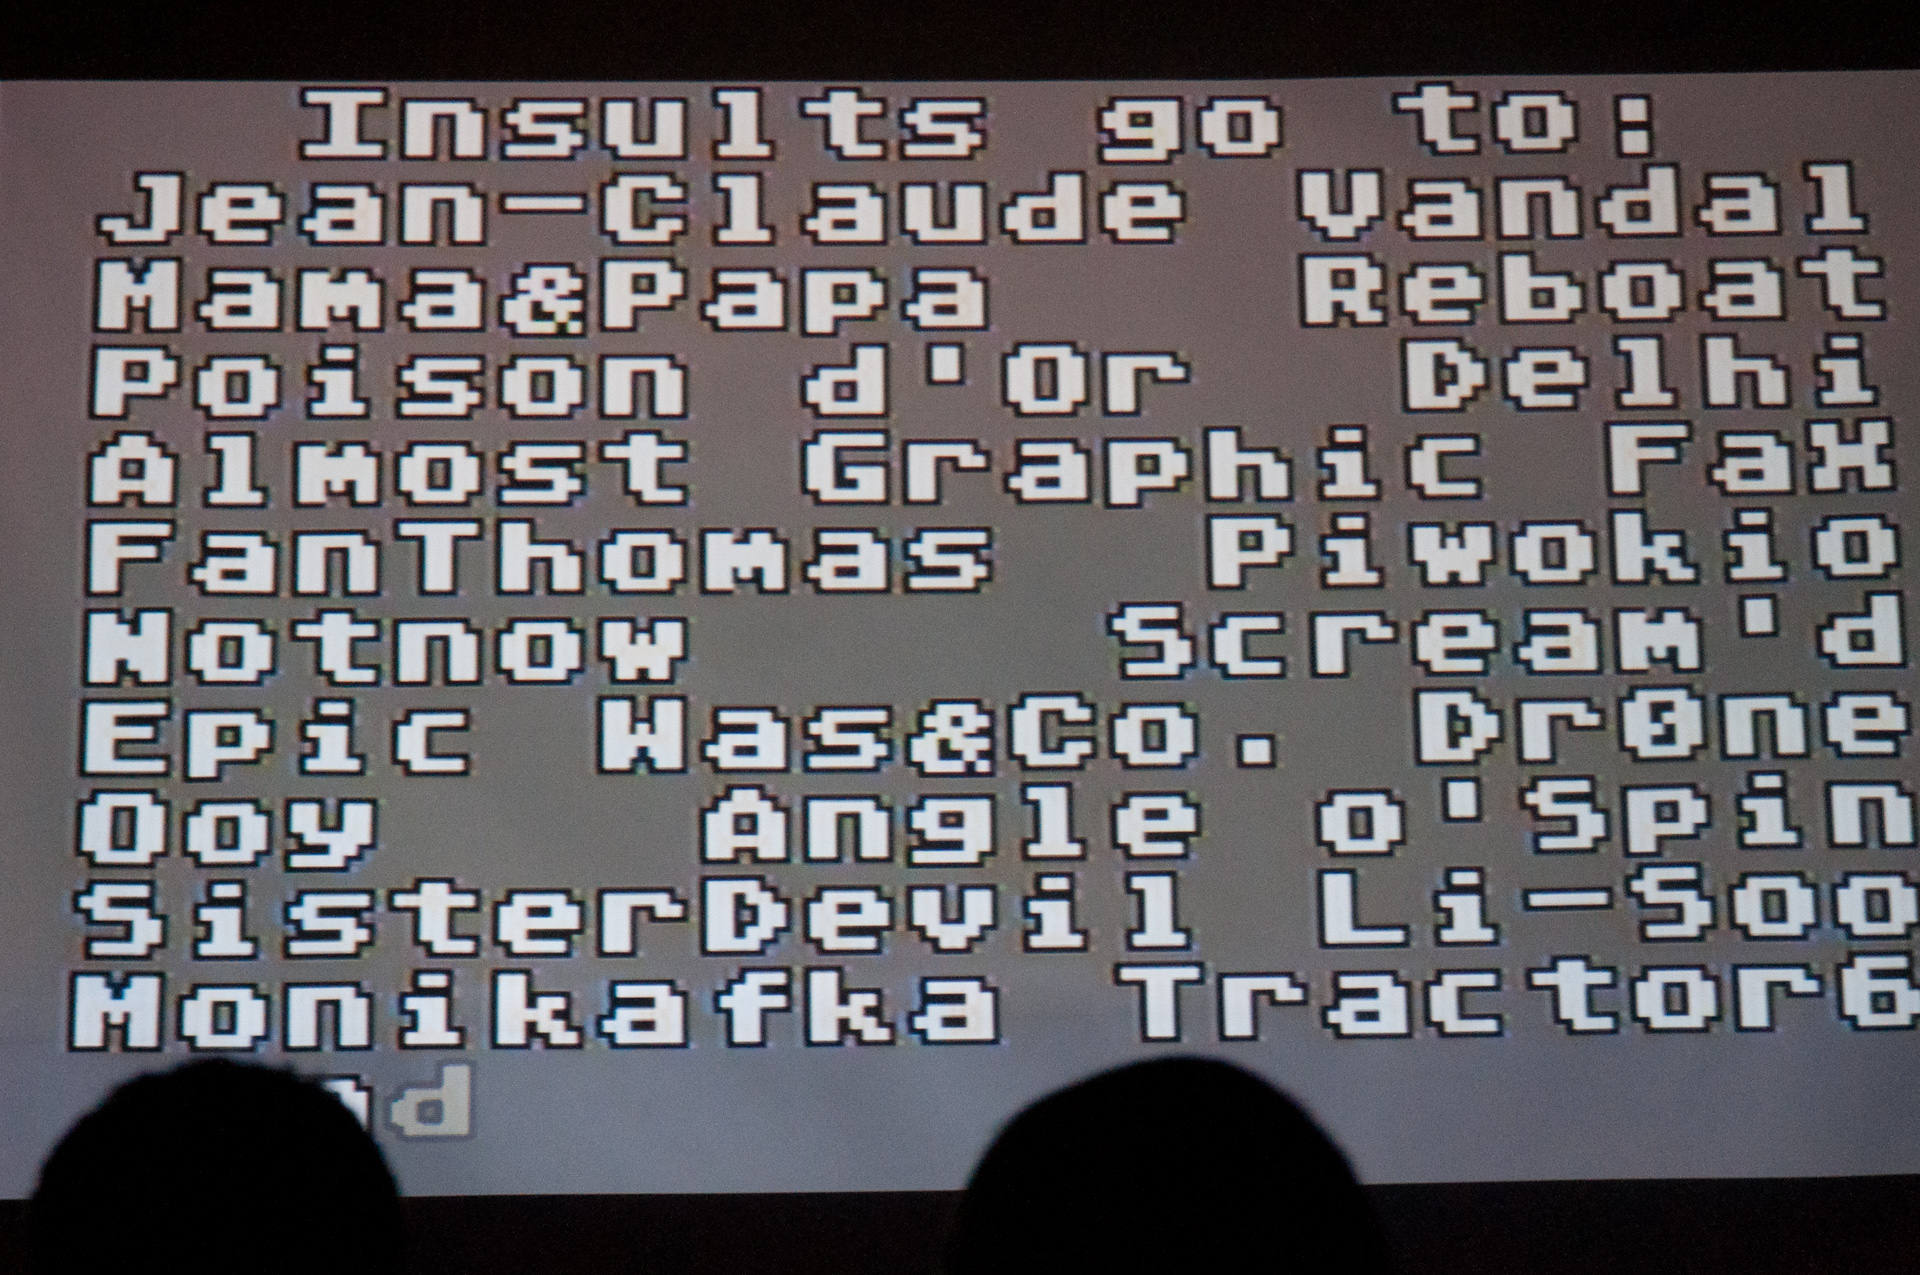 Insults go to:
Jean-Claude Vandal
Mama&Papa Reboat
Poison d'Or Delhi
Almost Graphic FaX
FanThomas Piwokio
Notnow Scream'd
Epic Was&Co. Dr0ne
Ooy Angle o'Spin
SisterDevil Li-Soo
Monikafka Tractor6